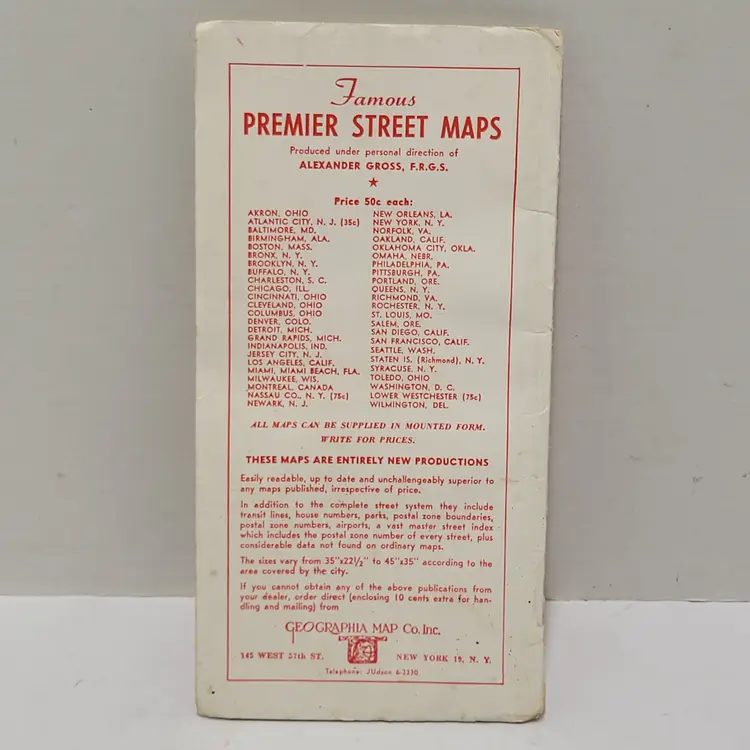 Famous
PREMIER STREET MAPS
Produced under personal direction of
ALEXANDER GROSS, F.R.G.S.
Price 50c each:
AKRON, OHIO
ATLANTIC CITY, N. J. (35c)
BALTIMORE, MD.
BIRMINGHAM, ALA.
BOSTON, MASS.
BRONX, N. Y.
BROOKLYN, N. Y.
BUFFALO, N. Y.
CHARLESTON, S. C.
CHICAGO, ILL.
CINCINNATI, OHIO
CLEVELAND, OHIO
COLUMBUS, OHIO
DENVER, COLO.
DETROIT, MICH.
GRAND RAPIDS, MICH.
INDIANAPOLIS, IND.
JERSEY CITY, N. J.
LOS ANGELES, CALIF.
MIAMI, MIAMI BEACH, FLA.
MILWAUKEE, WIS.
MONTREAL, CANADA
NASSAU CO., N. Y. (75c)
NEWARK, N. J.
NEW ORLEANS, LA.
NEW YORK, N. Y.
NORFOLK, VA.
OAKLAND, CALIF.
OKLAHOMA CITY, OKLA.
OMAHA, NEBR.
PHILADELPHIA, PA.
PITTSBURGH, PA.
PORTLAND, ORE.
QUEENS, N. Y.
RICHMOND, VA.
ROCHESTER, N. Y.
ST. LOUIS, MO.
SALEM, ORE.
SAN DIEGO, CALIF.
SAN FRANCISCO, CALIF.
SEATTLE, WASH.
STATEN IS. (Richmond), N. Y.
SYRACUSE, N. Y.
TOLEDO, OHIO
WASHINGTON, D. C.
LOWER WESTCHESTER (75c)
WILMINGTON, DEL.
ALL MAPS CAN BE SUPPLIED IN MOUNTED FORM.
WRITE FOR PRICES.
THESE MAPS ARE ENTIRELY NEW PRODUCTIONS
Easily readable, up to date and unchallengeably superior to
any maps published, irrespective of price.
In addition to the complete street system they include
transit lines, house numbers, parks, postal zone boundaries,
postal zone numbers, airports, a vast master street index
which includes the postal zone number of every street, plus
considerable data not found on ordinary maps.
The sizes vary from 35"x22½" to 45"x35" according to the
area covered by the city.
If you cannot obtain any of the above publications from
your dealer, order direct (enclosing 10 cents extra for han-
dling and mailing) from
GEOGRAPHIA MAP Co. Inc.
145 WEST 57th ST. NEW YORK 19, N. Y.
Telephone: JUdson 6-3330